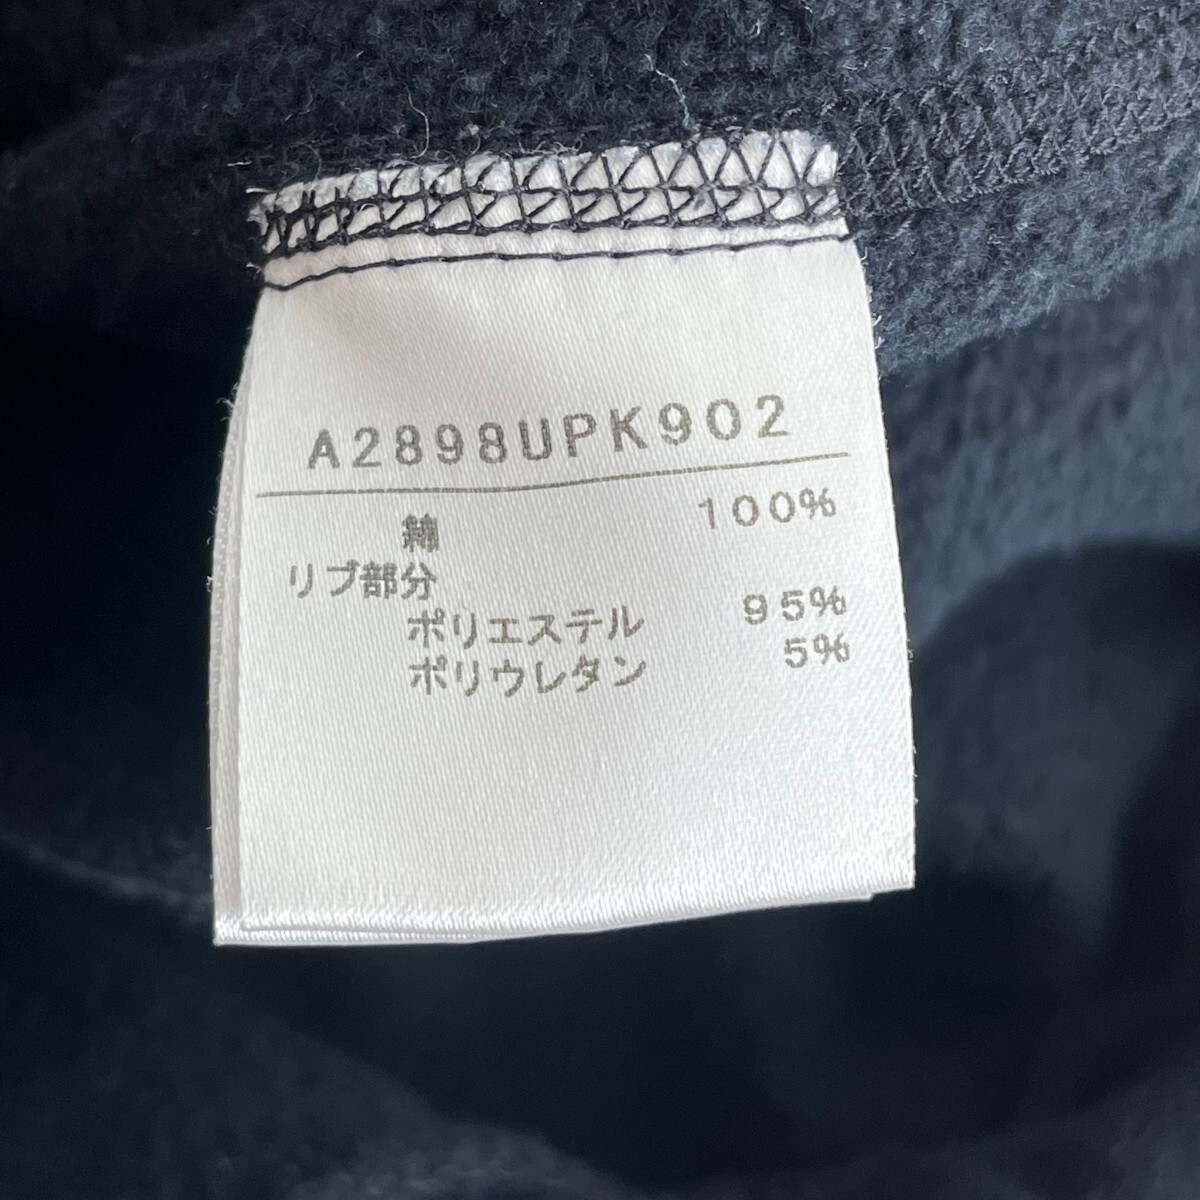 A2898UPK902
綿 100%
リブ部分
ポリエステル 95%
ポリウレタン 5%